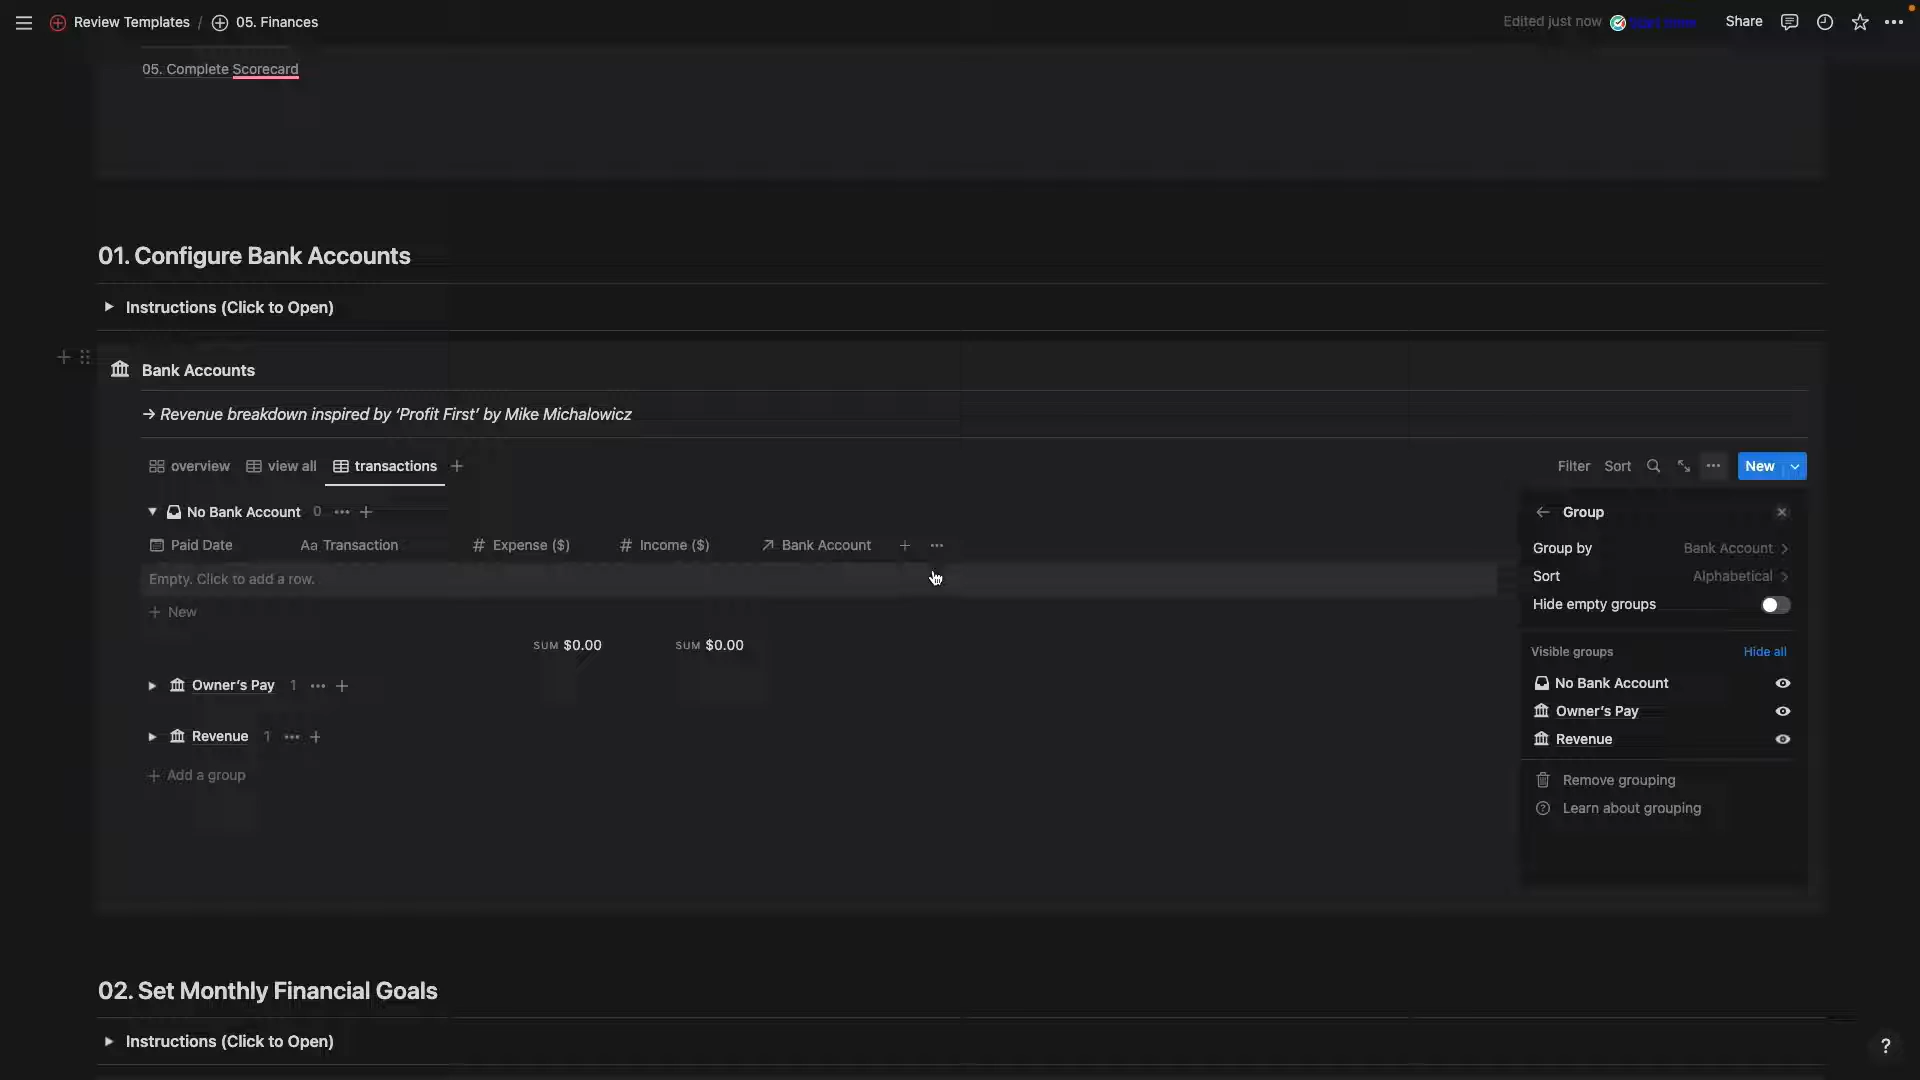 Review Templates / 05. Finances
Edited just now
Share
05. Complete Scorecard
01. Configure Bank Accounts
Instructions (Click to Open)
Bank Accounts
→ Revenue breakdown inspired by ‘Profit First’ by Mike Michalowicz
overview view all transactions
Filter Sort New
No Bank Account 0
Paid Date Aa Transaction # Expense ($) # Income ($) Bank Account
Empty. Click to add a row.
+ New
SUM $0.00 SUM $0.00
Owner’s Pay 1
Revenue 1
+ Add a group
Group
Group by Bank Account
Sort Alphabetical
Hide empty groups
Visible groups Hide all
No Bank Account
Owner’s Pay
Revenue
Remove grouping
Learn about grouping
02. Set Monthly Financial Goals
Instructions (Click to Open)
?